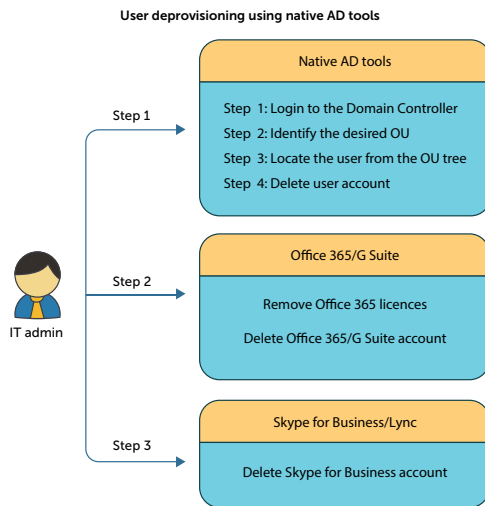 User deprovisioning using native AD tools
Native AD tools
Step 1
Step 1: Login to the Domain Controller
Step 2: Identify the desired OU
Step 3: Locate the user from the OU tree
Step 4: Delete user account
IT admin
Step 2
Office 365/G Suite
Remove Office 365 licences
Delete Office 365/G Suite account
Step 3
Skype for Business/Lync
Delete Skype for Business account